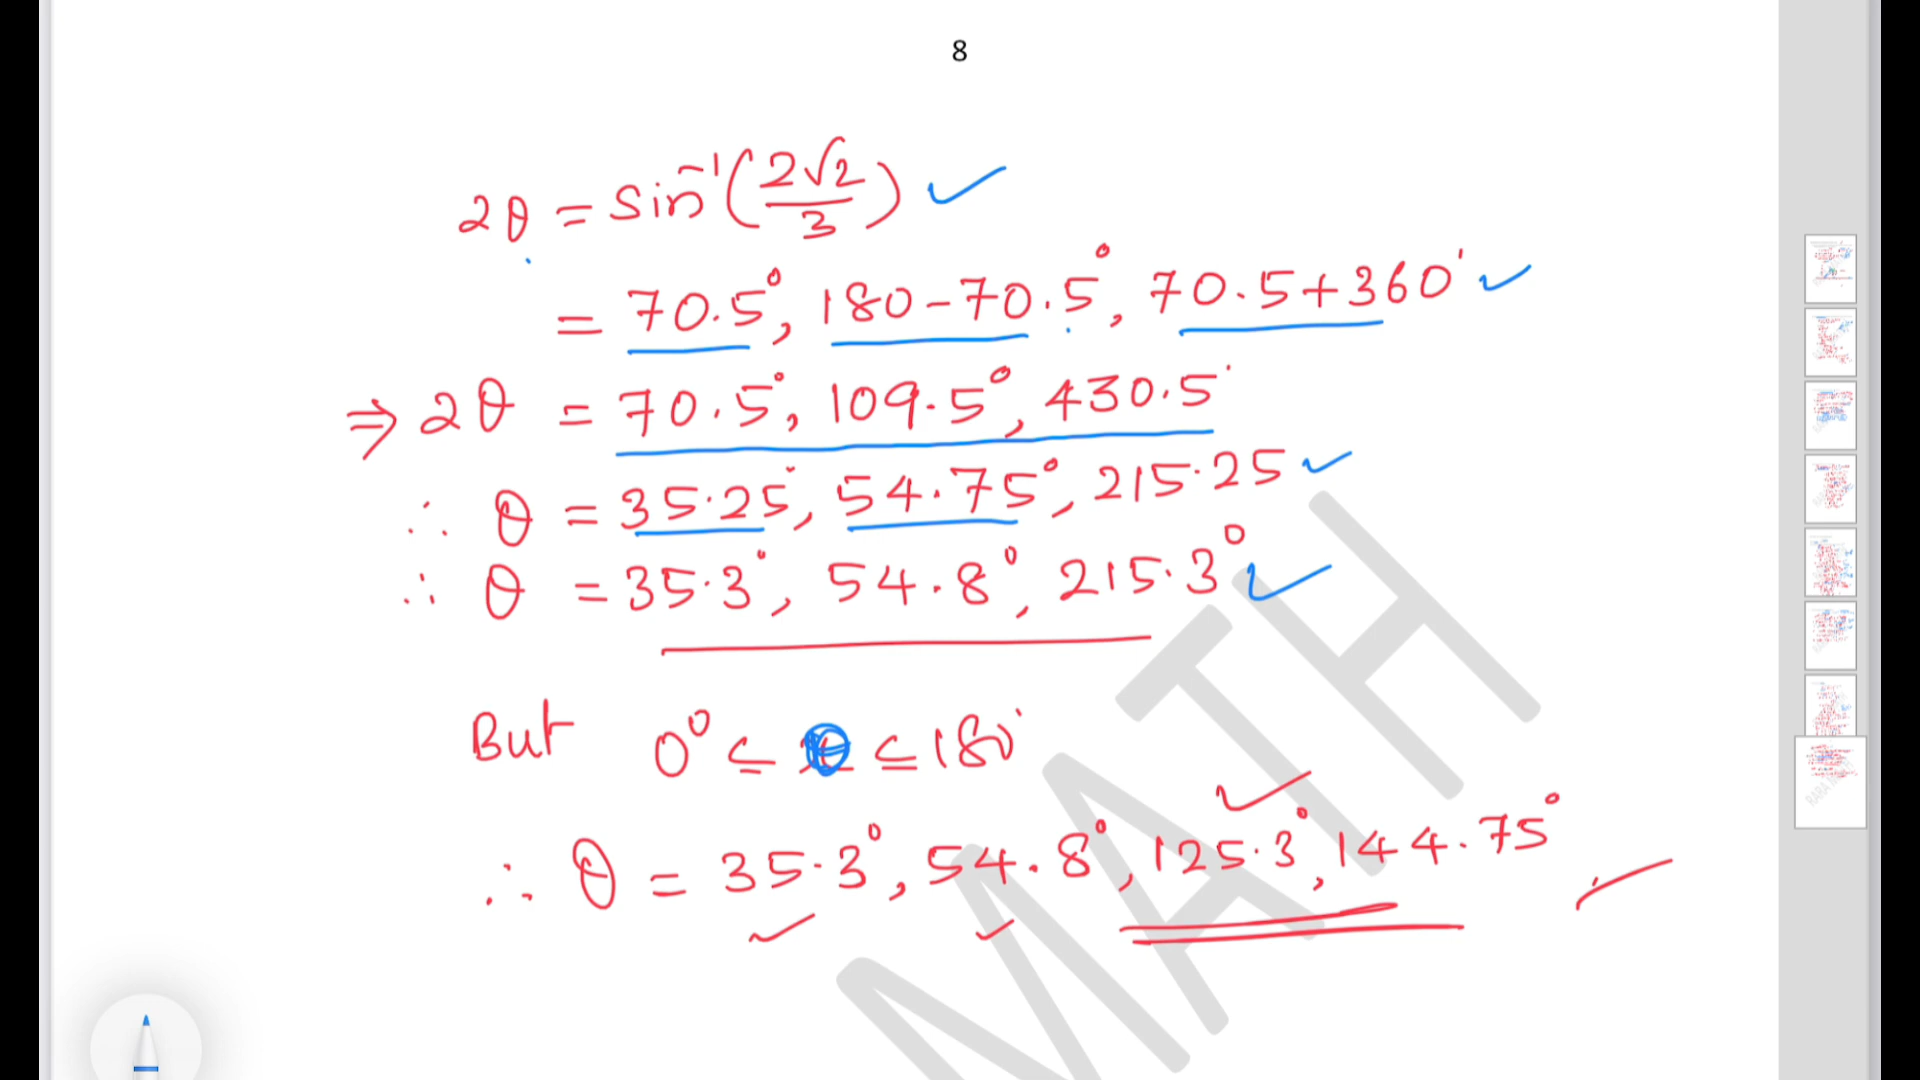 8
2θ = sin⁻¹(2√2/3) ✓
= 70.5°, 180-70.5°, 70.5+360° ✓
⇒ 2θ = 70.5°, 109.5°, 430.5°
∴ θ = 35.25°, 54.75°, 215.25 ✓
∴ θ = 35.3°, 54.8°, 215.3° ✓
But 0° ≤ θ ≤ 180°
∴ θ = 35.3°, 54.8°, 125.3°, 144.75°
MATH